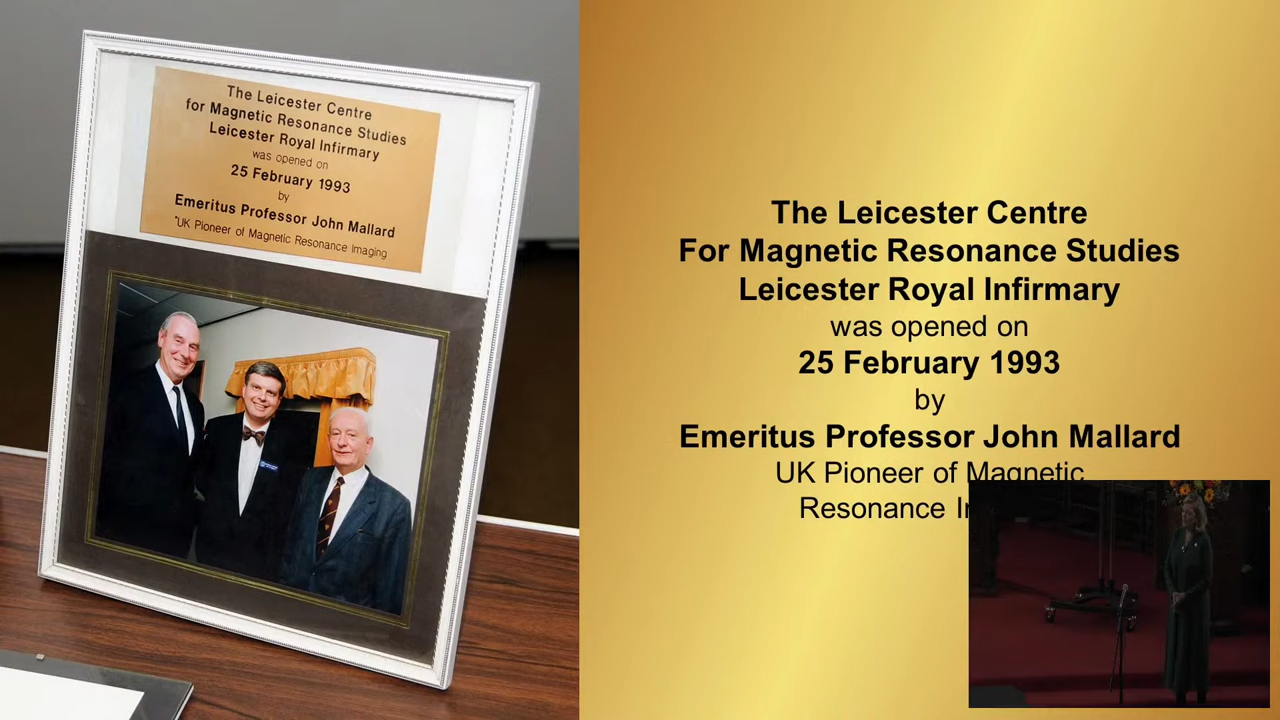 The Leicester Centre
for Magnetic Resonance Studies
Leicester Royal Infirmary
was opened on
25 February 1993
by
Emeritus Professor John Mallard
"UK Pioneer of Magnetic Resonance Imaging
The Leicester Centre
For Magnetic Resonance Studies
Leicester Royal Infirmary
was opened on
25 February 1993
by
Emeritus Professor John Mallard
UK Pioneer of Magnetic
Resonance